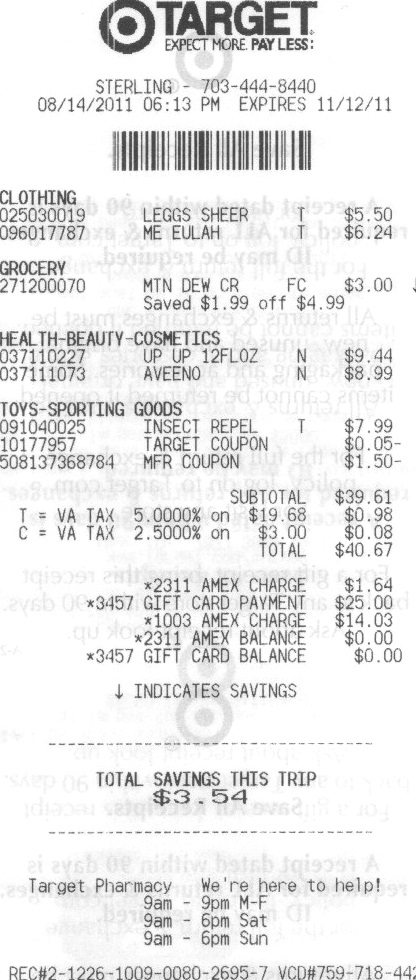 TARGET
EXPECT MORE. PAY LESS.
STERLING - 703-444-8440
08/14/2011 06:13 PM EXPIRES 11/12/11
CLOTHING
025030019 LEGGS SHEER T $5.50
096017787 ME EULAH T $6.24
GROCERY
271200070 MTN DEW CR FC $3.00 ↓
Saved $1.99 off $4.99
HEALTH-BEAUTY-COSMETICS
037110227 UP UP 12FLOZ N $9.44
037111073 AVEENO N $8.99
TOYS-SPORTING GOODS
091040025 INSECT REPEL T $7.99
10177957 TARGET COUPON $0.05-
508137368784 MFR COUPON $1.50-
SUBTOTAL $39.61
T = VA TAX 5.0000% on $19.68 $0.98
C = VA TAX 2.5000% on $3.00 $0.08
TOTAL $40.67
*2311 AMEX CHARGE $1.64
*3457 GIFT CARD PAYMENT $25.00
*1003 AMEX CHARGE $14.03
*2311 AMEX BALANCE $0.00
*3457 GIFT CARD BALANCE $0.00
↓ INDICATES SAVINGS
TOTAL SAVINGS THIS TRIP
$3.54
Target Pharmacy We're here to help!
9am - 9pm M-F
9am - 6pm Sat
9am - 6pm Sun
REC#2-1226-1009-0080-2695-7 VCD#759-718-442